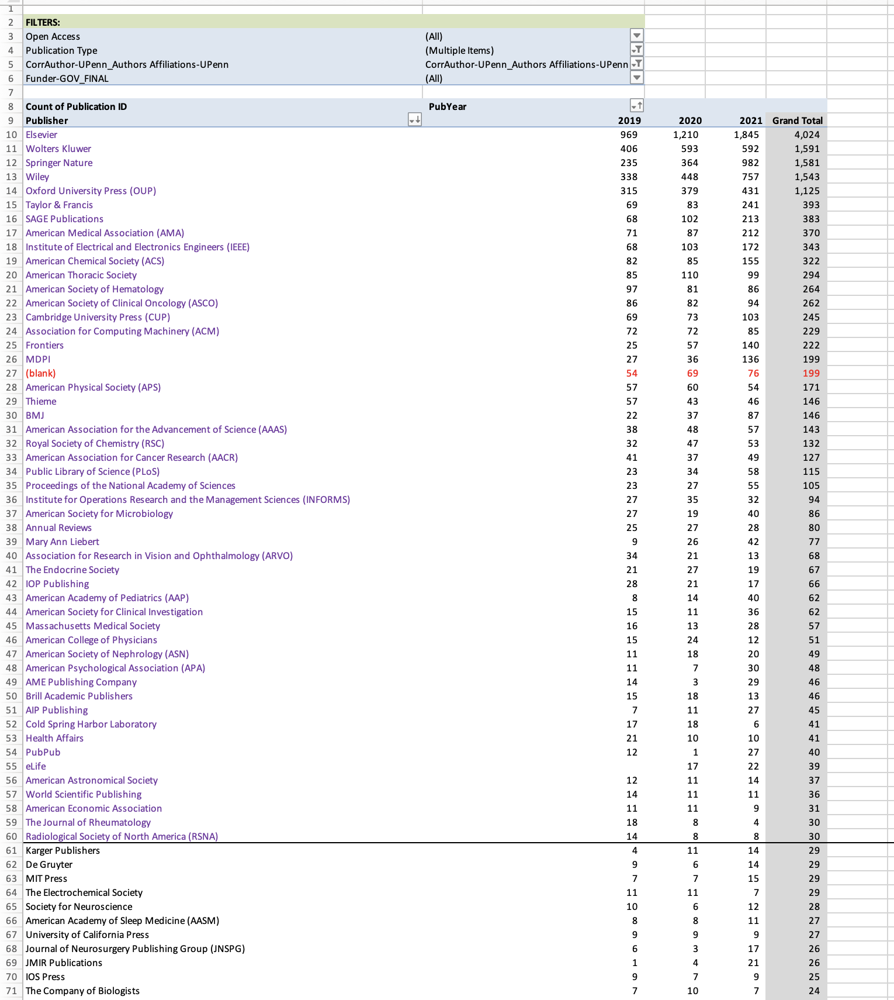 1
2 FILTERS:
3 Open Access (All)
4 Publication Type (Multiple Items)
5 CorrAuthor-UPenn_Authors Affiliations-UPenn CorrAuthor-UPenn_Authors Affiliations-UPenn
6 Funder-GOV_FINAL (All)
7
8 Count of Publication ID PubYear
9 Publisher 2019 2020 2021 Grand Total
10 Elsevier 969 1,210 1,845 4,024
11 Wolters Kluwer 406 593 592 1,591
12 Springer Nature 235 364 982 1,581
13 Wiley 338 448 757 1,543
14 Oxford University Press (OUP) 315 379 431 1,125
15 Taylor & Francis 69 83 241 393
16 SAGE Publications 68 102 213 383
17 American Medical Association (AMA) 71 87 212 370
18 Institute of Electrical and Electronics Engineers (IEEE) 68 103 172 343
19 American Chemical Society (ACS) 82 85 155 322
20 American Thoracic Society 85 110 99 294
21 American Society of Hematology 97 81 86 264
22 American Society of Clinical Oncology (ASCO) 86 82 94 262
23 Cambridge University Press (CUP) 69 73 103 245
24 Association for Computing Machinery (ACM) 72 72 85 229
25 Frontiers 25 57 140 222
26 MDPI 27 36 136 199
27 (blank) 54 69 76 199
28 American Physical Society (APS) 57 60 54 171
29 Thieme 57 43 46 146
30 BMJ 22 37 87 146
31 American Association for the Advancement of Science (AAAS) 38 48 57 143
32 Royal Society of Chemistry (RSC) 32 47 53 132
33 American Association for Cancer Research (AACR) 41 37 49 127
34 Public Library of Science (PLoS) 23 34 58 115
35 Proceedings of the National Academy of Sciences 23 27 55 105
36 Institute for Operations Research and the Management Sciences (INFORMS) 27 35 32 94
37 American Society for Microbiology 27 19 40 86
38 Annual Reviews 25 27 28 80
39 Mary Ann Liebert 9 26 42 77
40 Association for Research in Vision and Ophthalmology (ARVO) 34 21 13 68
41 The Endocrine Society 21 27 19 67
42 IOP Publishing 28 21 17 66
43 American Academy of Pediatrics (AAP) 8 14 40 62
44 American Society for Clinical Investigation 15 11 36 62
45 Massachusetts Medical Society 16 13 28 57
46 American College of Physicians 15 24 12 51
47 American Society of Nephrology (ASN) 11 18 20 49
48 American Psychological Association (APA) 11 7 30 48
49 AME Publishing Company 14 3 29 46
50 Brill Academic Publishers 15 18 13 46
51 AIP Publishing 7 11 27 45
52 Cold Spring Harbor Laboratory 17 18 6 41
53 Health Affairs 21 10 10 41
54 PubPub 12 1 27 40
55 eLife 17 22 39
56 American Astronomical Society 12 11 14 37
57 World Scientific Publishing 14 11 11 36
58 American Economic Association 11 11 9 31
59 The Journal of Rheumatology 18 8 4 30
60 Radiological Society of North America (RSNA) 14 8 8 30
61 Karger Publishers 4 11 14 29
62 De Gruyter 9 6 14 29
63 MIT Press 7 7 15 29
64 The Electrochemical Society 11 11 7 29
65 Society for Neuroscience 10 6 12 28
66 American Academy of Sleep Medicine (AASM) 8 8 11 27
67 University of California Press 9 9 9 27
68 Journal of Neurosurgery Publishing Group (JNSPG) 6 3 17 26
69 JMIR Publications 1 4 21 26
70 IOS Press 9 7 9 25
71 The Company of Biologists 7 10 7 24